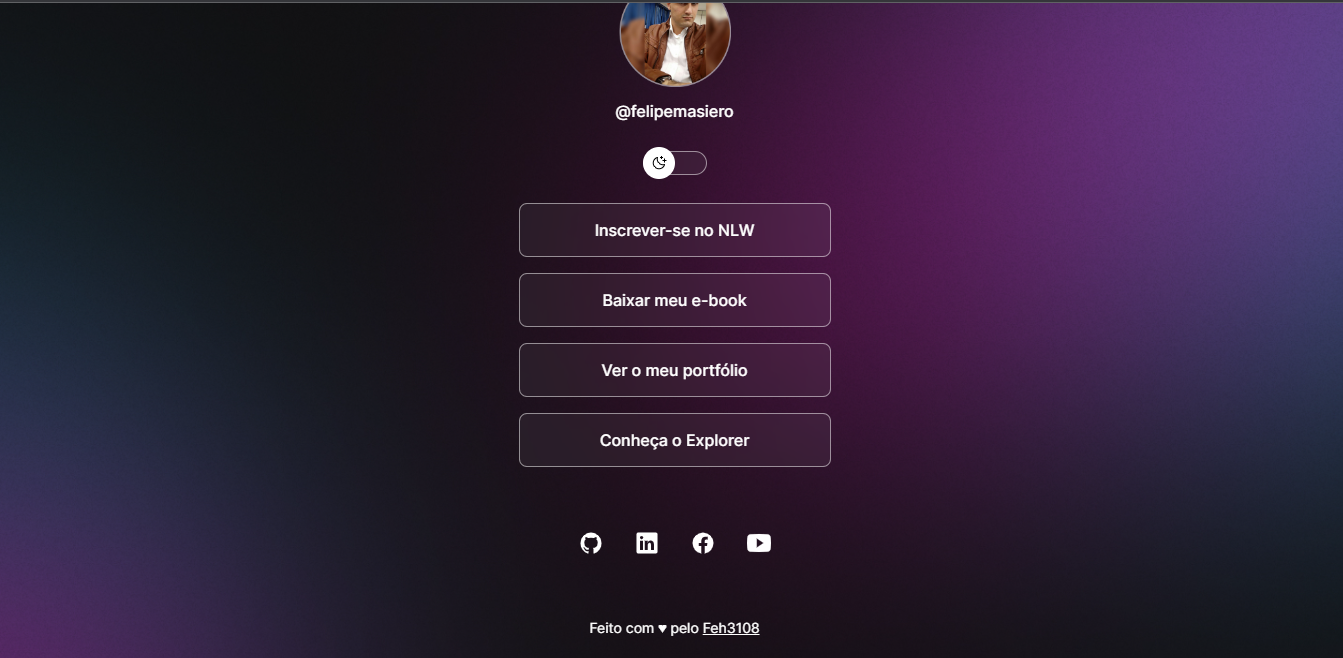 @felipemasiero
Inscrever-se no NLW
Baixar meu e-book
Ver o meu portfólio
Conheça o Explorer
Feito com ♥ pelo Feh3108